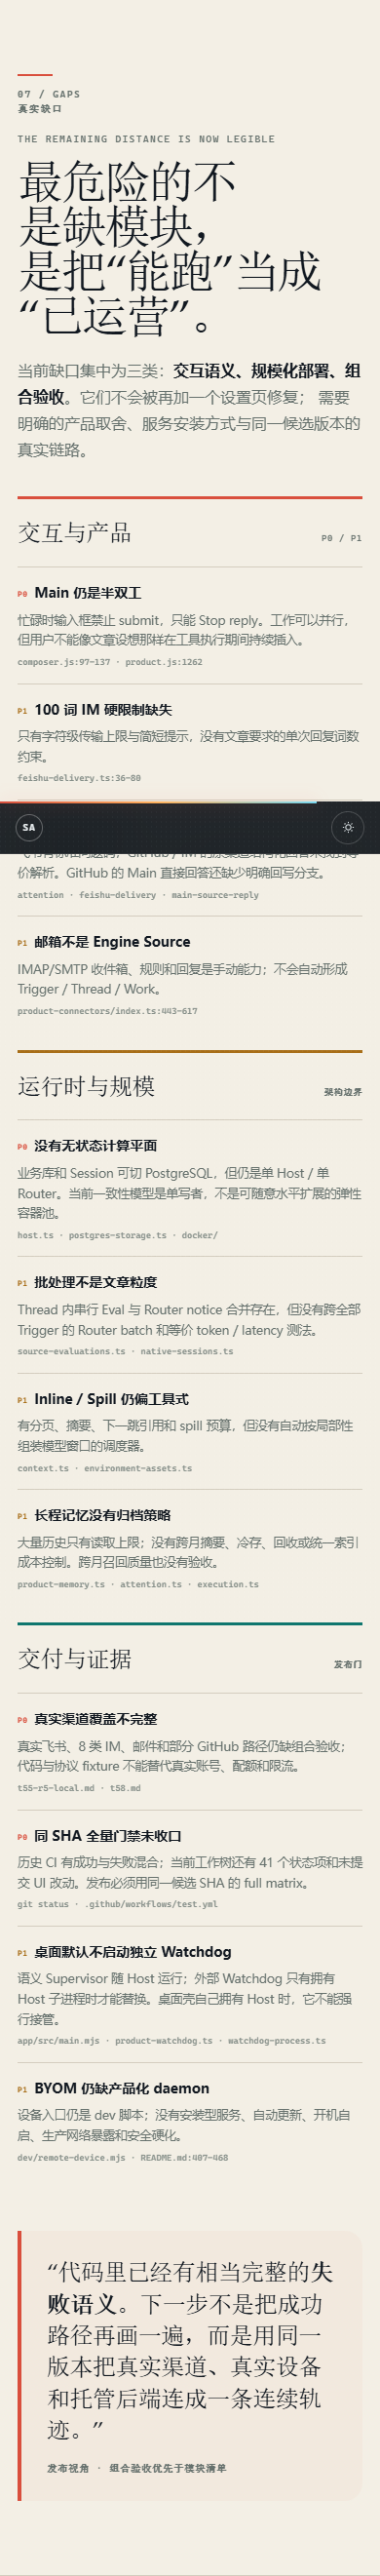 07 / GAPS
真实缺口
THE REMAINING DISTANCE IS NOW LEGIBLE
最危险的不
是缺模块，
是把“能跑”当成
“已运营”。
当前缺口集中为三类：交互语义、规模化部署、组
合验收。它们不会被再加一个设置页修复； 需要
明确的产品取舍、服务安装方式与同一候选版本的
真实链路。
交互与产品
P0 / P1
P0 Main 仍是半双工
忙碌时输入框禁止 submit，只能 Stop reply。工作可以并行，
但用户不能像文章设想那样在工具执行期间持续插入。
composer.js:97-137 · product.js:1262
P1 100 词 IM 硬限制缺失
只有字符级传输上限与简短提示，没有文章要求的单次回复词数
约束。
feishu-delivery.ts:36-80
SA
价解析。GitHub 的 Main 直接回答还缺少明确回写分支。
attention · feishu-delivery · main-source-reply
P1 邮箱不是 Engine Source
IMAP/SMTP 收件箱、规则和回复是手动能力；不会自动形成
Trigger / Thread / Work。
product-connectors/index.ts:443-617
运行时与规模
架构边界
P0 没有无状态计算平面
业务库和 Session 可切 PostgreSQL，但仍是单 Host / 单
Router。当前一致性模型是单写者，不是可随意水平扩展的弹性
容器池。
host.ts · postgres-storage.ts · docker/
P1 批处理不是文章粒度
Thread 内串行 Eval 与 Router notice 合并存在，但没有跨全部
Trigger 的 Router batch 和等价 token / latency 测法。
source-evaluations.ts · native-sessions.ts
P1 Inline / Spill 仍偏工具式
有分页、摘要、下一跳引用和 spill 预算，但没有自动按局部性
组装模型窗口的调度器。
context.ts · environment-assets.ts
P1 长程记忆没有归档策略
大量历史只有读取上限；没有跨月摘要、冷存、回收或统一索引
成本控制。跨月召回质量也没有验收。
product-memory.ts · attention.ts · execution.ts
交付与证据
发布门
P0 真实渠道覆盖不完整
真实飞书、8 类 IM、邮件和部分 GitHub 路径仍缺组合验收；
代码与协议 fixture 不能替代真实账号、配额和限流。
t55-r5-local.md · t58.md
P0 同 SHA 全量门禁未收口
历史 CI 有成功与失败混合；当前工作树还有 41 个状态项和未提
交 UI 改动。发布必须用同一候选 SHA 的 full matrix。
git status · .github/workflows/test.yml
P1 桌面默认不启动独立 Watchdog
语义 Supervisor 随 Host 运行；外部 Watchdog 只有拥有
Host 子进程时才能替换。桌面壳自己拥有 Host 时，它不能强
行接管。
app/src/main.mjs · product-watchdog.ts · watchdog-process.ts
P1 BYOM 仍缺产品化 daemon
设备入口仍是 dev 脚本；没有安装型服务、自动更新、开机自
启、生产网络暴露和安全硬化。
dev/remote-device.mjs · README.md:407-468
“代码里已经有相当完整的失
败语义。下一步不是把成功
路径再画一遍，而是用同一
版本把真实渠道、真实设备
和托管后端连成一条连续轨
迹。”
发布视角 · 组合验收优先于模块清单